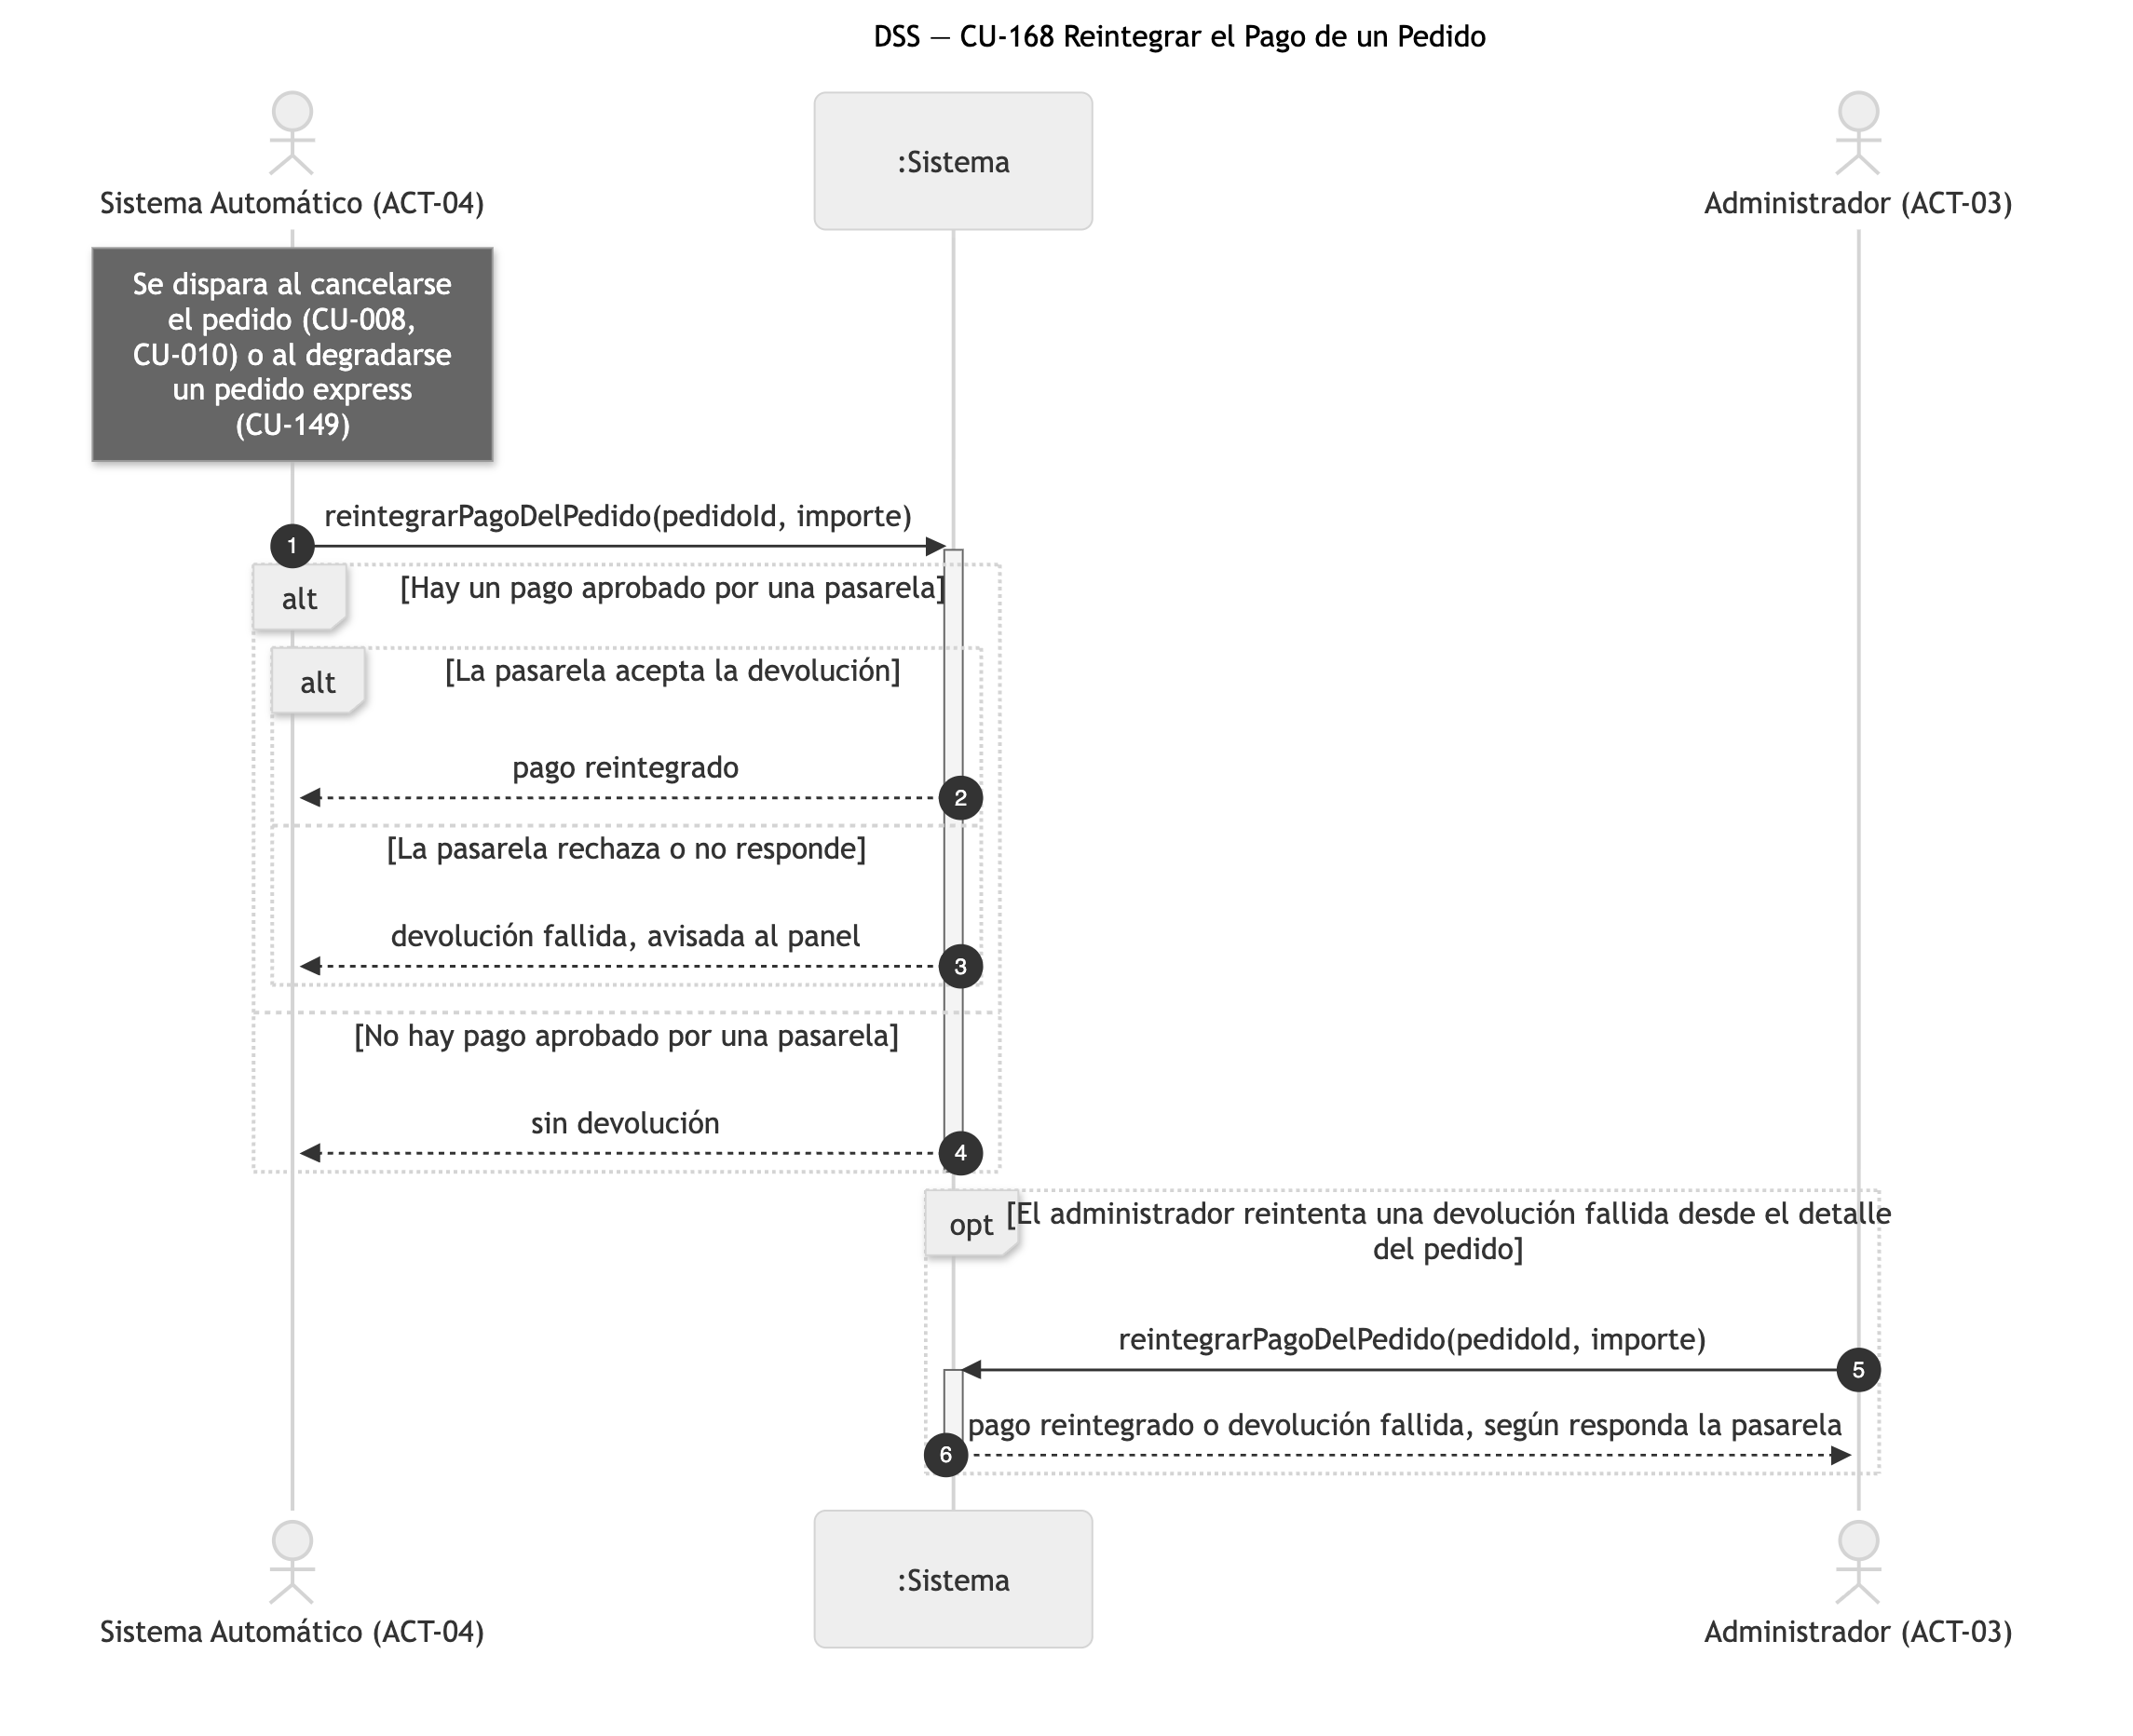 DSS — CU-168 Reintegrar el Pago de un Pedido
Sistema Automático (ACT-04)
:Sistema
Administrador (ACT-03)
Se dispara al cancelarse
el pedido (CU-008,
CU-010) o al degradarse
un pedido express
(CU-149)
reintegrarPagoDelPedido(pedidoId, importe)
1
alt
[Hay un pago aprobado por una pasarela]
alt
[La pasarela acepta la devolución]
pago reintegrado
2
[La pasarela rechaza o no responde]
devolución fallida, avisada al panel
3
[No hay pago aprobado por una pasarela]
sin devolución
4
opt
[El administrador reintenta una devolución fallida desde el detalle
del pedido]
reintegrarPagoDelPedido(pedidoId, importe)
5
pago reintegrado o devolución fallida, según responda la pasarela
6
Sistema Automático (ACT-04)
:Sistema
Administrador (ACT-03)